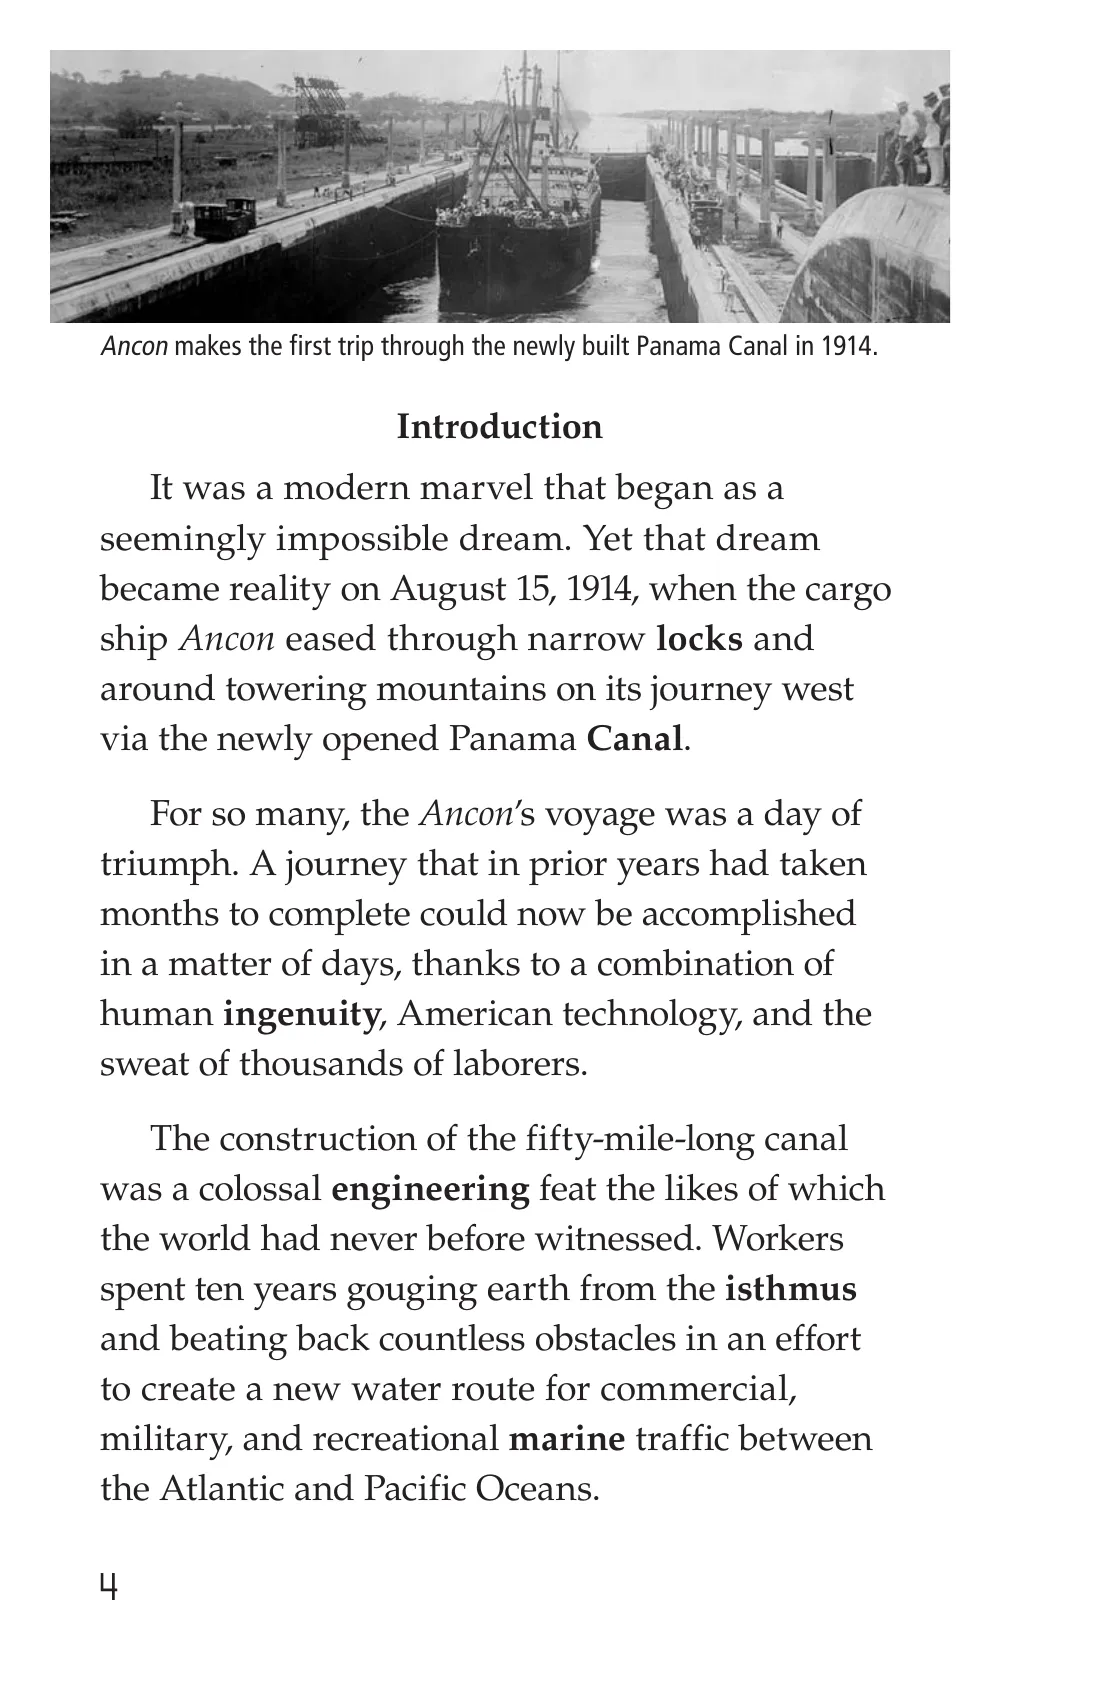 Ancon makes the first trip through the newly built Panama Canal in 1914.
Introduction
It was a modern marvel that began as a
seemingly impossible dream. Yet that dream
became reality on August 15, 1914, when the cargo
ship Ancon eased through narrow locks and
around towering mountains on its journey west
via the newly opened Panama Canal.
For so many, the Ancon’s voyage was a day of
triumph. A journey that in prior years had taken
months to complete could now be accomplished
in a matter of days, thanks to a combination of
human ingenuity, American technology, and the
sweat of thousands of laborers.
The construction of the fifty-mile-long canal
was a colossal engineering feat the likes of which
the world had never before witnessed. Workers
spent ten years gouging earth from the isthmus
and beating back countless obstacles in an effort
to create a new water route for commercial,
military, and recreational marine traffic between
the Atlantic and Pacific Oceans.
4